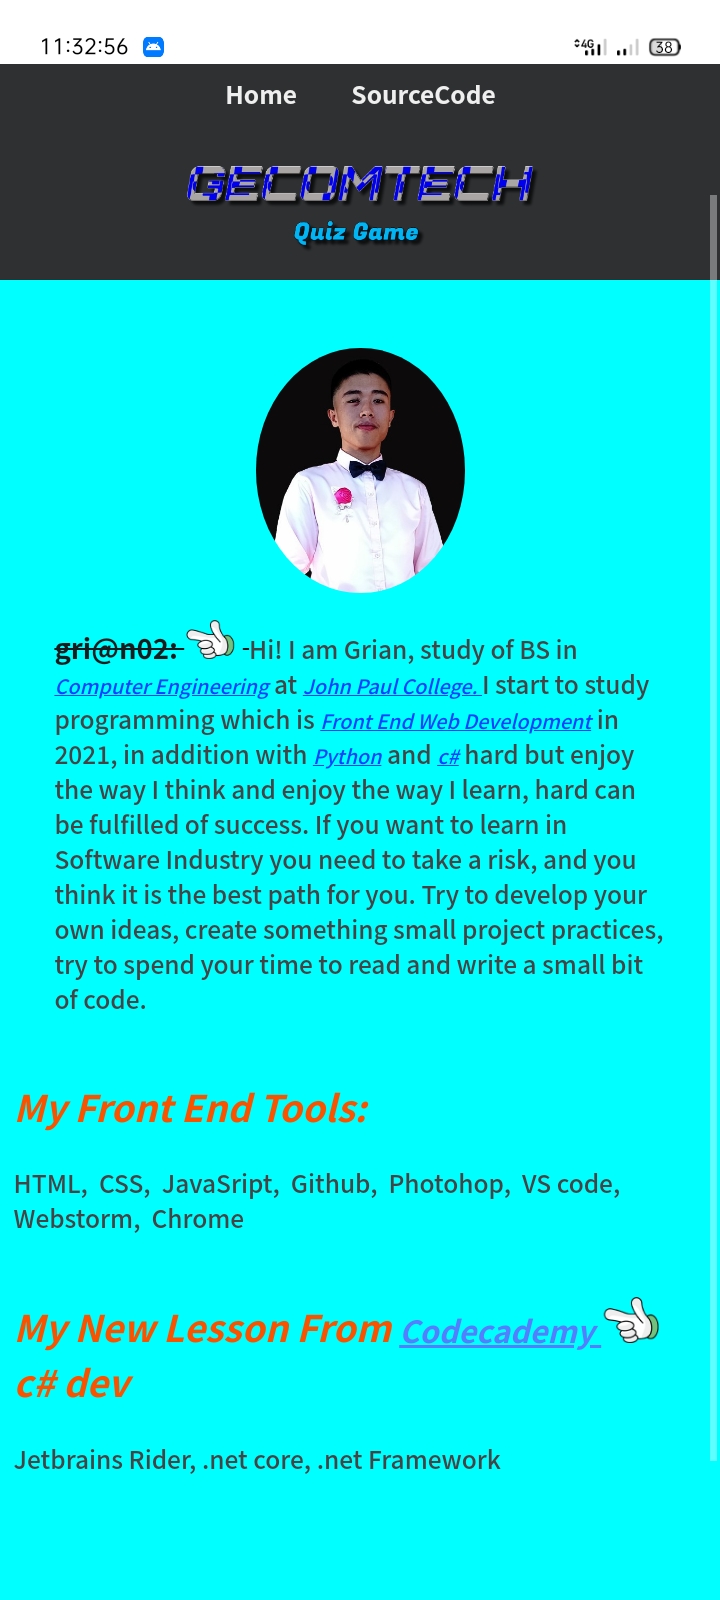 11:32:56 4G 38
Home SourceCode
GECOMTECH
Quiz Game
gri@n02: -Hi! I am Grian, study of BS in
Computer Engineering at John Paul College. I start to study
programming which is Front End Web Development in
2021, in addition with Python and c# hard but enjoy
the way I think and enjoy the way I learn, hard can
be fulfilled of success. If you want to learn in
Software Industry you need to take a risk, and you
think it is the best path for you. Try to develop your
own ideas, create something small project practices,
try to spend your time to read and write a small bit
of code.
My Front End Tools:
HTML, CSS, JavaSript, Github, Photohop, VS code,
Webstorm, Chrome
My New Lesson From Codecademy
c# dev
Jetbrains Rider, .net core, .net Framework